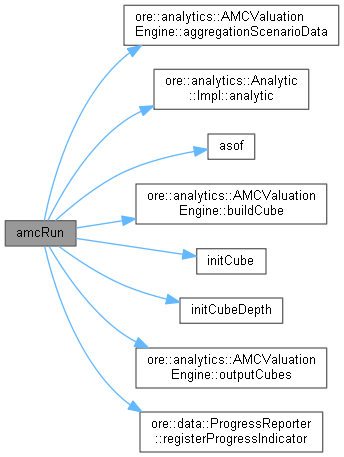 ore::analytics::AMCValuation
Engine::aggregationScenarioData
ore::analytics::Analytic
::Impl::analytic
asof
ore::analytics::AMCValuation
Engine::buildCube
amcRun
initCube
initCubeDepth
ore::analytics::AMCValuation
Engine::outputCubes
ore::data::ProgressReporter
::registerProgressIndicator